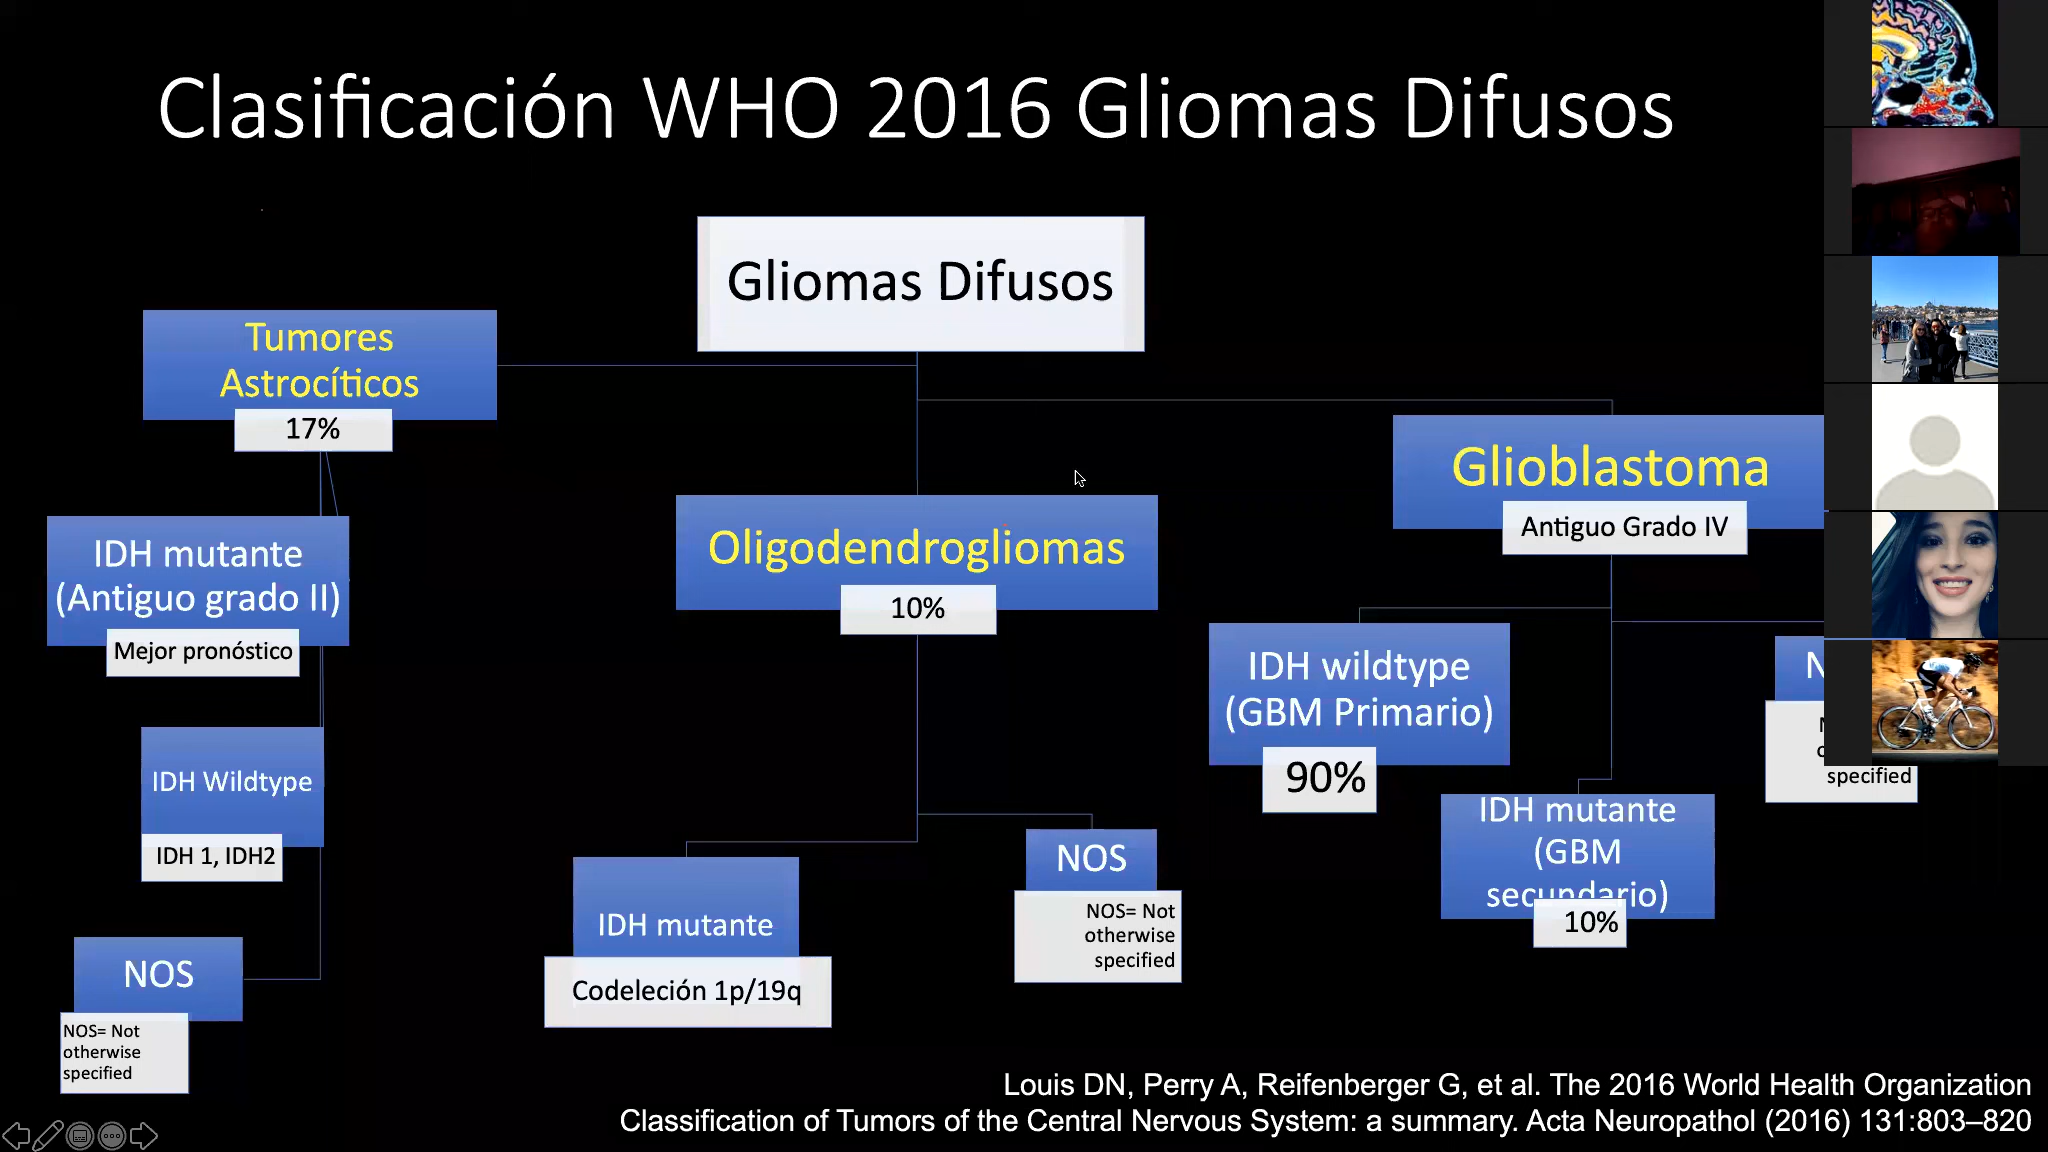 Clasificación WHO 2016 Gliomas Difusos
Gliomas Difusos
Tumores
Astrocíticos
17%
IDH mutante
(Antiguo grado II)
Mejor pronóstico
IDH Wildtype
IDH 1, IDH2
NOS
NOS= Not
otherwise
specified
Oligodendrogliomas
10%
IDH mutante
Codeleción 1p/19q
NOS
NOS= Not
otherwise
specified
Glioblastoma
Antiguo Grado IV
IDH wildtype
(GBM Primario)
90%
IDH mutante
(GBM
secundario)
10%
specified
Louis DN, Perry A, Reifenberger G, et al. The 2016 World Health Organization
Classification of Tumors of the Central Nervous System: a summary. Acta Neuropathol (2016) 131:803–820